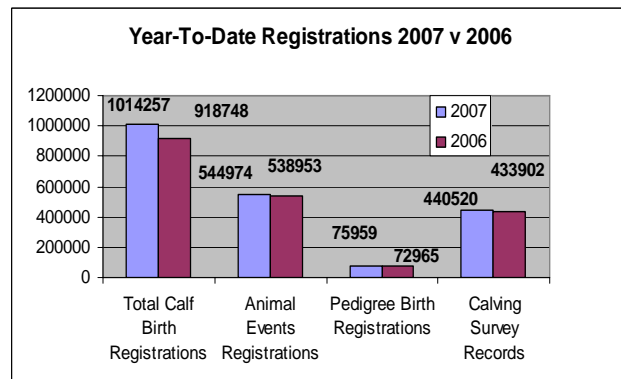 Year-To-Date Registrations 2007 v 2006
1200000
1000000
800000
600000
400000
200000
0
1014257
918748
544974
538953
75959
72965
440520
433902
2007
2006
Total Calf
Birth
Registrations
Animal
Events
Registrations
Pedigree Birth
Registrations
Calving
Survey
Records